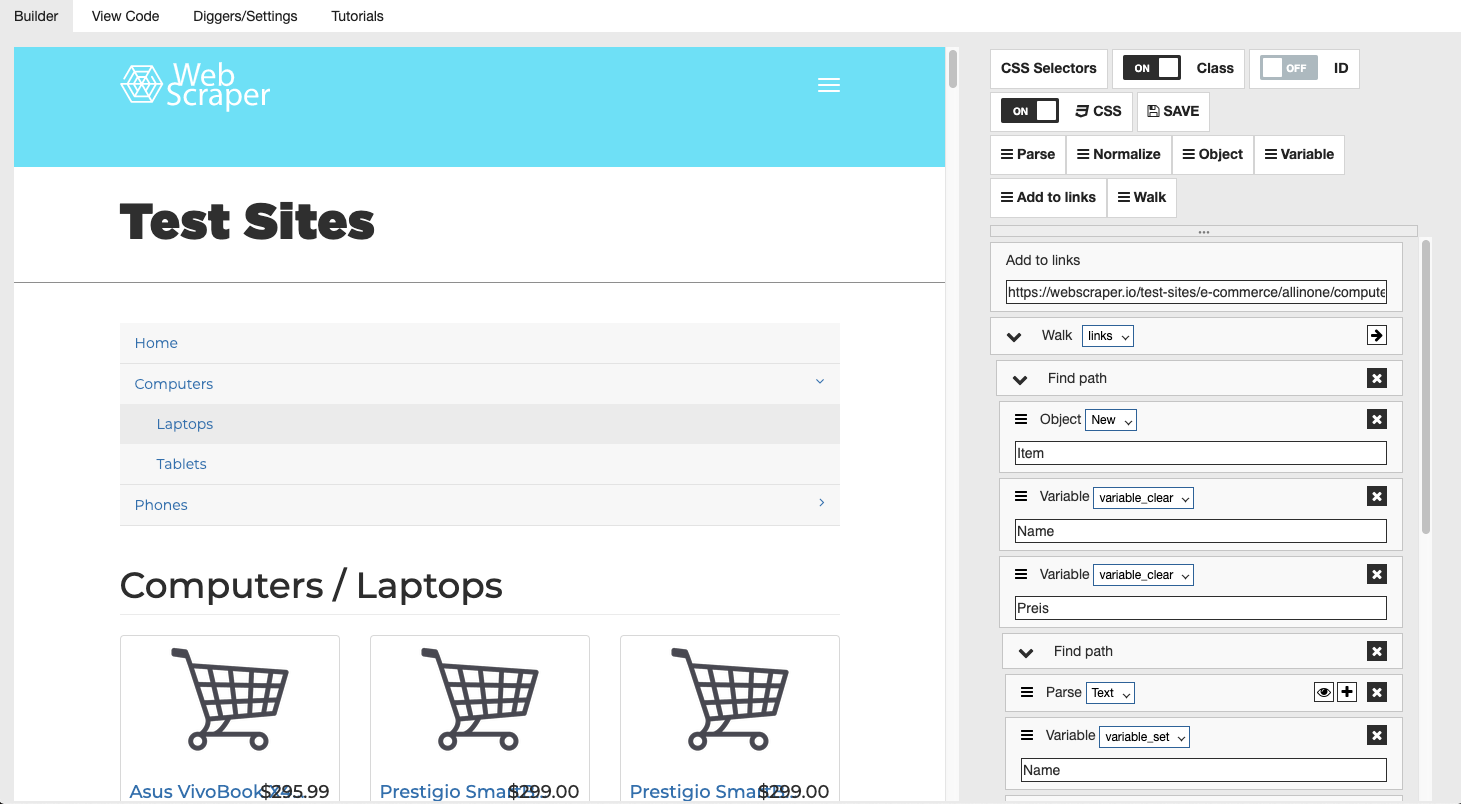 Builder View Code Diggers/Settings Tutorials
Web
Scraper
Test Sites
Home
Computers
Laptops
Tablets
Phones
Computers / Laptops
Asus VivoBook $295.99
Prestigio Smar $299.00
Prestigio Smar $299.00
CSS Selectors ON Class OFF ID
ON CSS SAVE
Parse Normalize Object Variable
Add to links Walk
Add to links
https://webscraper.io/test-sites/e-commerce/allinone/compute
Walk links
Find path
Object New
Item
Variable variable_clear
Name
Variable variable_clear
Preis
Find path
Parse Text
Variable variable_set
Name